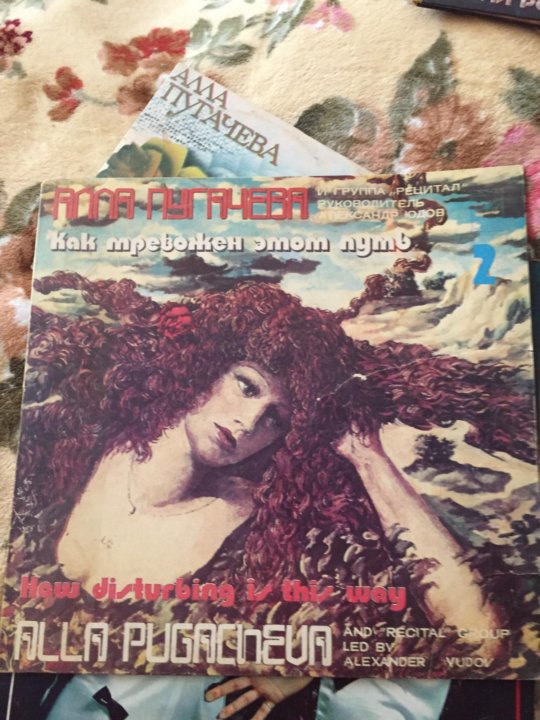 АЛЛА
ПУГАЧЕВА
АЛЛА ПУГАЧЕВА
И ГРУППА „РЕЦИТАЛ"
РУКОВОДИТЕЛЬ
АЛЕКСАНДР ЮДОВ
Как тревожен этот путь
2
How disturbing is this way
ALLA PUGACHEVA
AND RECITAL GROUP
LED BY
ALEXANDER YUDOV